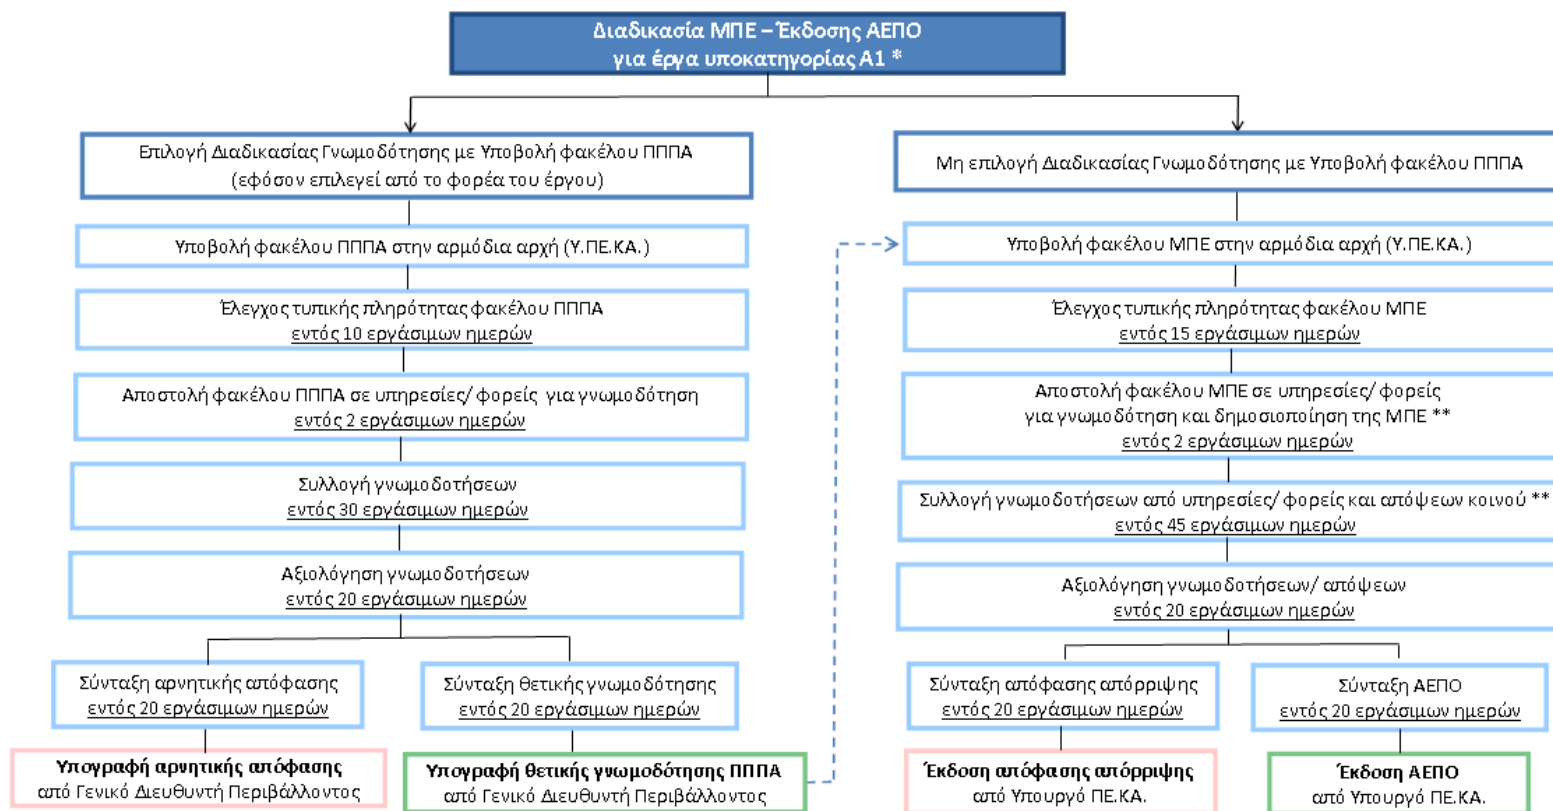 Διαδικασία ΜΠΕ – Έκδοσης ΑΕΠΟ
για έργα υποκατηγορίας Α1 *
Επιλογή Διαδικασίας Γνωμοδότησης με Υποβολή φακέλου ΠΠΠΑ
(εφόσον επιλεγεί από το φορέα του έργου)
Υποβολή φακέλου ΠΠΠΑ στην αρμόδια αρχή (Υ.ΠΕ.ΚΑ.)
Έλεγχος τυπικής πληρότητας φακέλου ΠΠΠΑ
εντός 10 εργάσιμων ημερών
Αποστολή φακέλου ΠΠΠΑ σε υπηρεσίες/ φορείς για γνωμοδότηση
εντός 2 εργάσιμων ημερών
Συλλογή γνωμοδοτήσεων
εντός 30 εργάσιμων ημερών
Αξιολόγηση γνωμοδοτήσεων
εντός 20 εργάσιμων ημερών
Σύνταξη αρνητικής απόφασης
εντός 20 εργάσιμων ημερών
Υπογραφή αρνητικής απόφασης
από Γενικό Διευθυντή Περιβάλλοντος
Σύνταξη θετικής γνωμοδότησης
εντός 20 εργάσιμων ημερών
Υπογραφή θετικής γνωμοδότησης ΠΠΠΑ
από Γενικό Διευθυντή Περιβάλλοντος
Μη επιλογή Διαδικασίας Γνωμοδότησης με Υποβολή φακέλου ΠΠΠΑ
Υποβολή φακέλου ΜΠΕ στην αρμόδια αρχή (Υ.ΠΕ.ΚΑ.)
Έλεγχος τυπικής πληρότητας φακέλου ΜΠΕ
εντός 15 εργάσιμων ημερών
Αποστολή φακέλου ΜΠΕ σε υπηρεσίες/ φορείς
για γνωμοδότηση και δημοσιοποίηση της ΜΠΕ **
εντός 2 εργάσιμων ημερών
Συλλογή γνωμοδοτήσεων από υπηρεσίες/ φορείς και απόψεων κοινού **
εντός 45 εργάσιμων ημερών
Αξιολόγηση γνωμοδοτήσεων/ απόψεων
εντός 20 εργάσιμων ημερών
Σύνταξη απόφασης απόρριψης
εντός 20 εργάσιμων ημερών
Έκδοση απόφασης απόρριψης
από Υπουργό ΠΕ.ΚΑ.
Σύνταξη ΑΕΠΟ
εντός 20 εργάσιμων ημερών
Έκδοση ΑΕΠΟ
από Υπουργό ΠΕ.ΚΑ.